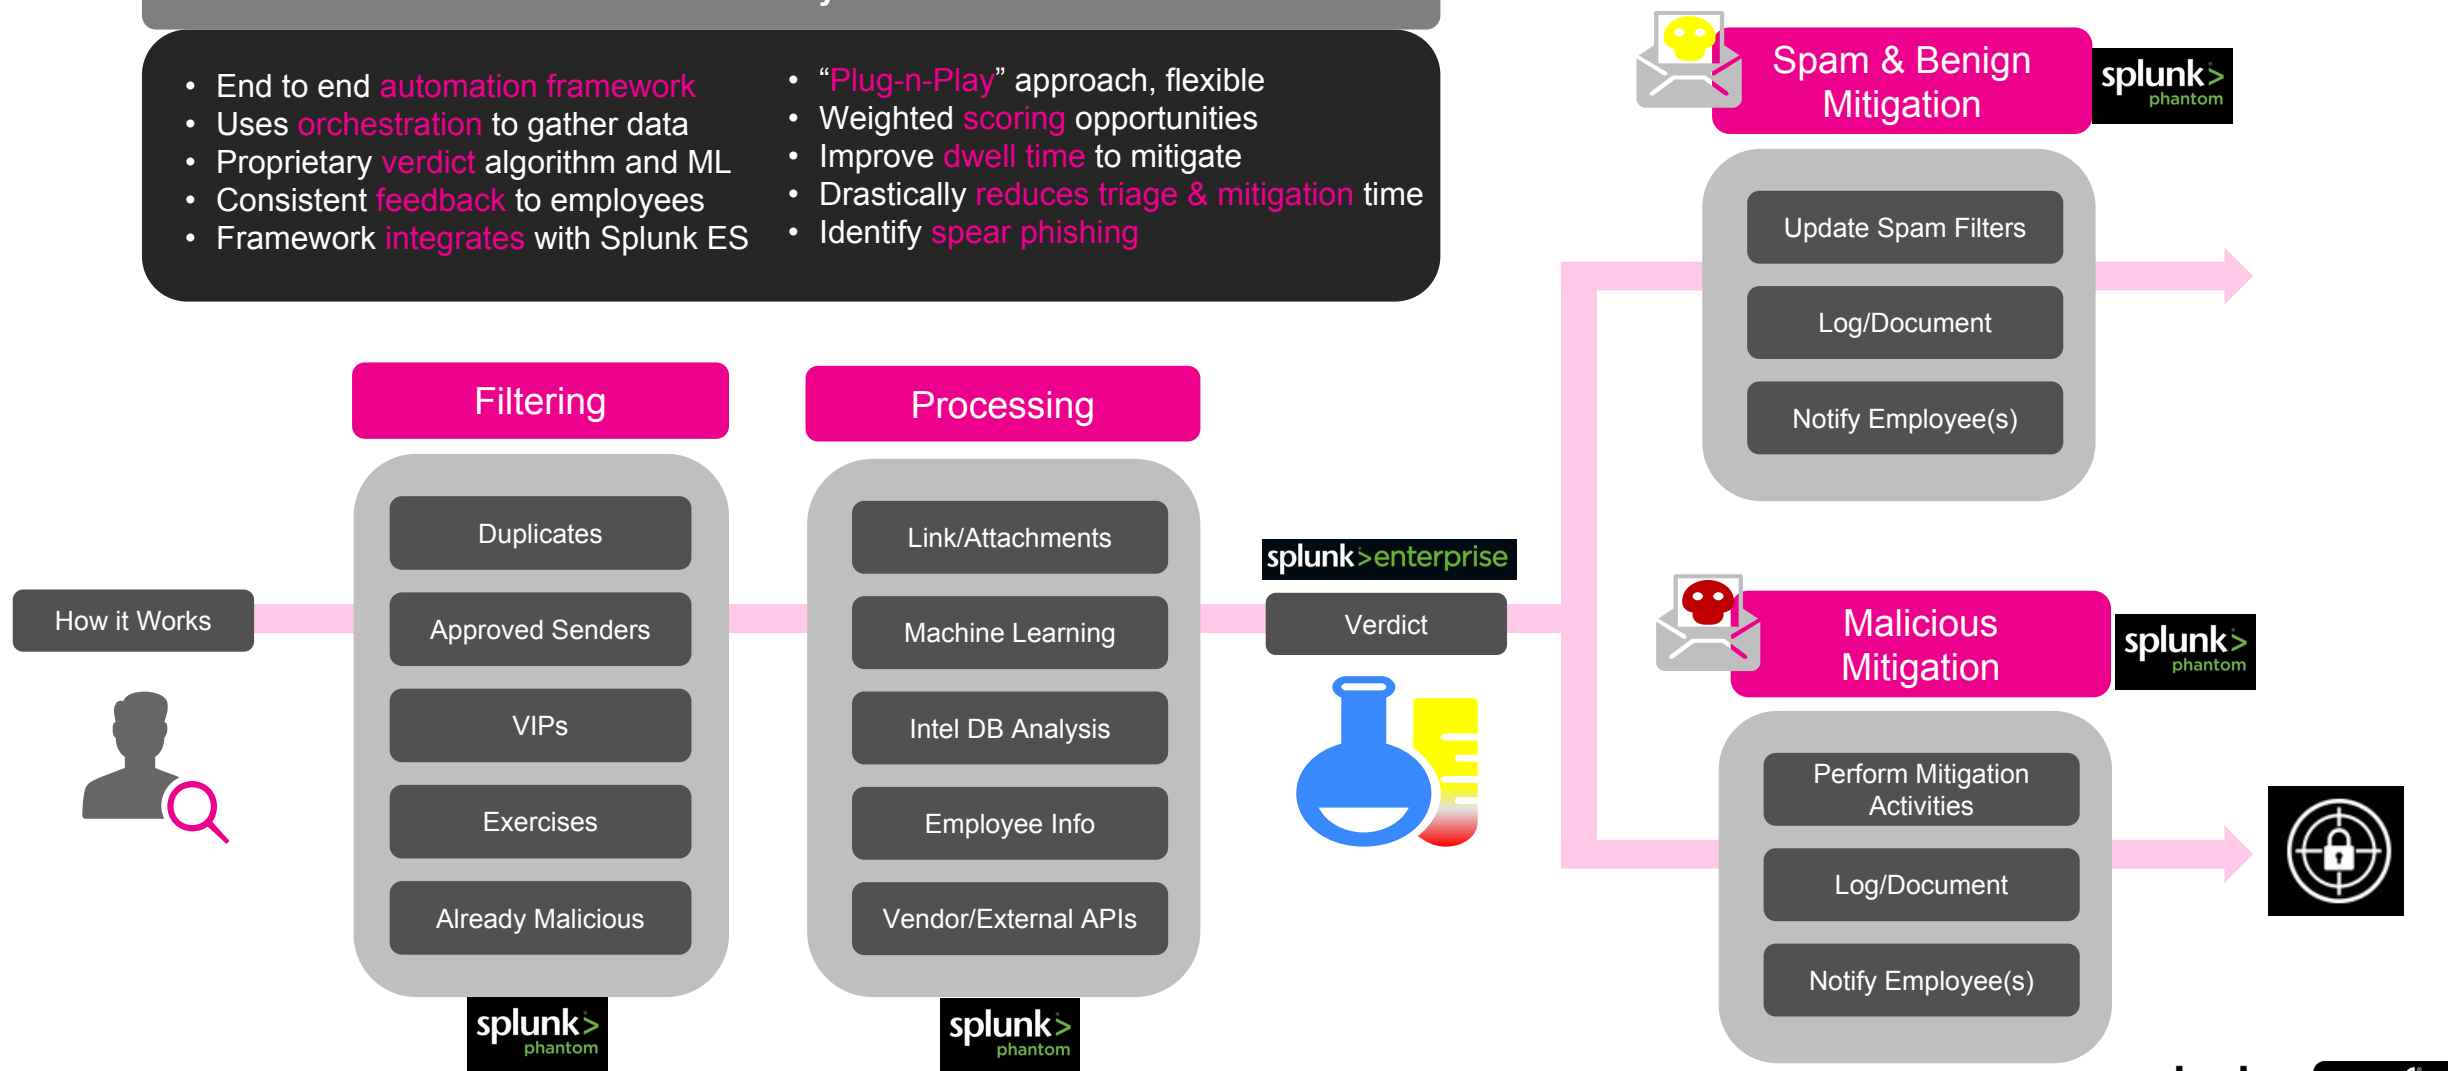 • End to end automation framework
• Uses orchestration to gather data
• Proprietary verdict algorithm and ML
• Consistent feedback to employees
• Framework integrates with Splunk ES
• “Plug-n-Play” approach, flexible
• Weighted scoring opportunities
• Improve dwell time to mitigate
• Drastically reduces triage & mitigation time
• Identify spear phishing
How it Works
Filtering
Duplicates
Approved Senders
VIPs
Exercises
Already Malicious
splunk>
phantom
Processing
Link/Attachments
Machine Learning
Intel DB Analysis
Employee Info
Vendor/External APIs
splunk>
phantom
splunk>enterprise
Verdict
Spam & Benign
Mitigation
splunk>
phantom
Update Spam Filters
Log/Document
Notify Employee(s)
Malicious
Mitigation
splunk>
phantom
Perform Mitigation
Activities
Log/Document
Notify Employee(s)